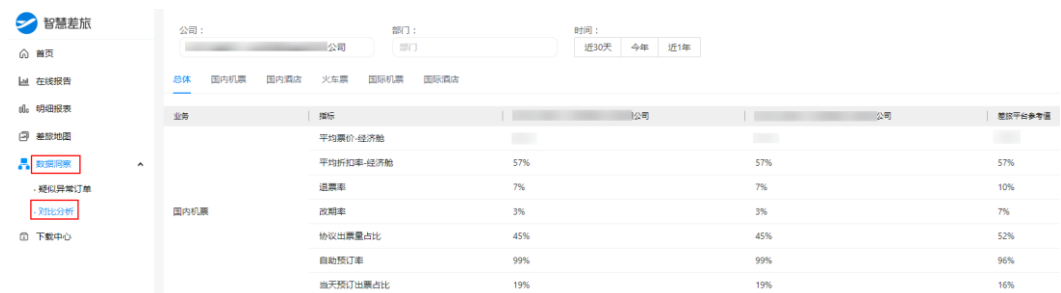 智慧差旅
首页
在线报告
明细报表
差旅地图
数据洞察
· 疑似异常订单
· 对比分析
下载中心
公司： 部门： 时间：
公司 部门 近30天 今年 近1年
总体 国内机票 国内酒店 火车票 国际机票 国际酒店
业务 指标 公司 公司 差旅平台参考值
国内机票
平均票价-经济舱
平均折扣率-经济舱 57% 57% 57%
退票率 7% 7% 10%
改期率 3% 3% 7%
协议出票量占比 45% 45% 52%
自助预订率 99% 99% 96%
当天预订出票占比 19% 19% 16%